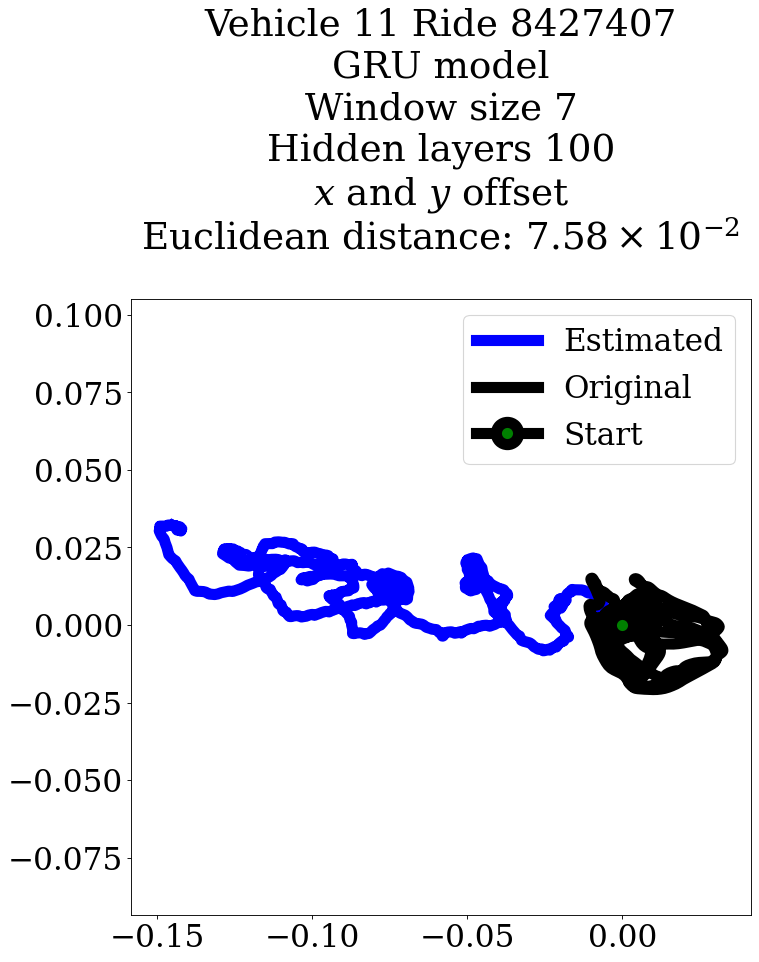 Vehicle 11 Ride 8427407
GRU model
Window size 7
Hidden layers 100
x and y offset
Euclidean distance: 7.58 × 10⁻²
Estimated
Original
Start
0.100
0.075
0.050
0.025
0.000
−0.025
−0.050
−0.075
−0.15 −0.10 −0.05 0.00